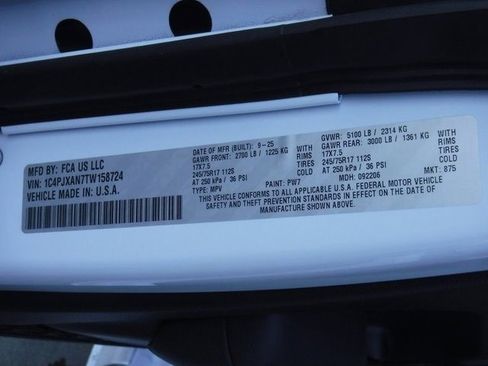 MFD BY: FCA US LLC
VIN: 1C4PJXAN7TW158724
VEHICLE MADE IN: U.S.A.
DATE OF MFR (BUILT): 9-25 GVWR: 5100 LB / 2314 KG
GAWR FRONT: 2700 LB / 1225 KG WITH GAWR REAR: 3000 LB / 1361 KG WITH
17X7.5 RIMS 17X7.5 RIMS
245/75R17 112S TIRES 245/75R17 112S TIRES
AT 250 kPa / 36 PSI COLD AT 250 kPa / 36 PSI COLD
TYPE: MPV PAINT: PW7 MDH: 092206 MKT: 875
THIS VEHICLE CONFORMS TO ALL APPLICABLE U.S.A. FEDERAL MOTOR VEHICLE
SAFETY AND THEFT PREVENTION STANDARDS IN EFFECT ON THE DATE OF
MANUFACTURE SHOWN ABOVE.